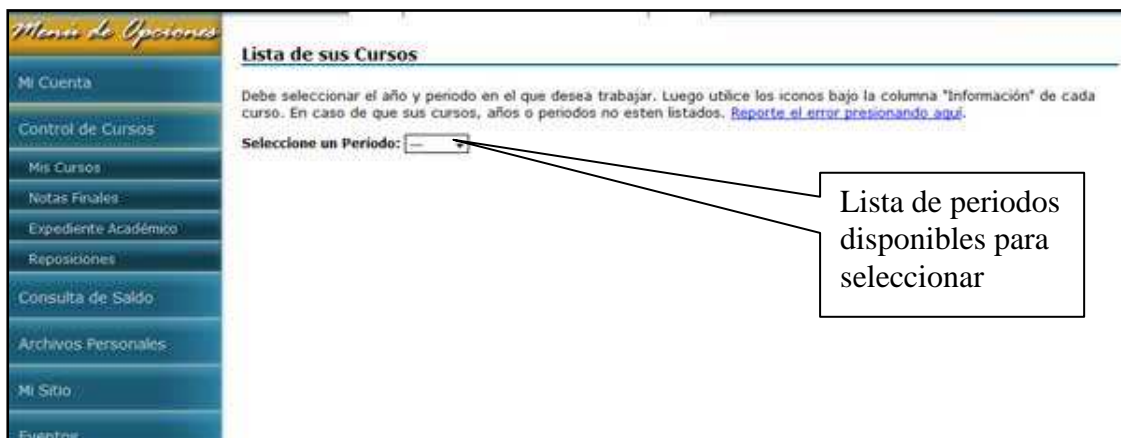 Menú de Opciones
Mi Cuenta
Control de Cursos
Mis Cursos
Notas Finales
Expediente Académico
Reposiciones
Consulta de Saldo
Archivos Personales
Mi Sitio
Eventos
Lista de sus Cursos
Debe seleccionar el año y periodo en el que desea trabajar. Luego utilice los iconos bajo la columna "Información" de cada
curso. En caso de que sus cursos, años o periodos no esten listados. Reporte el error presionando aquí.
Seleccione un Periodo: ---
Lista de periodos
disponibles para
seleccionar